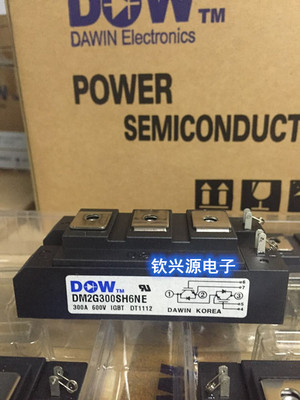 DOW™
DAWIN Electronics
POWER
SEMICONDUCT
钦兴源电子
DOW™
DM2G300SH6NE
300A 600V IGBT DT1112
DAWIN KOREA